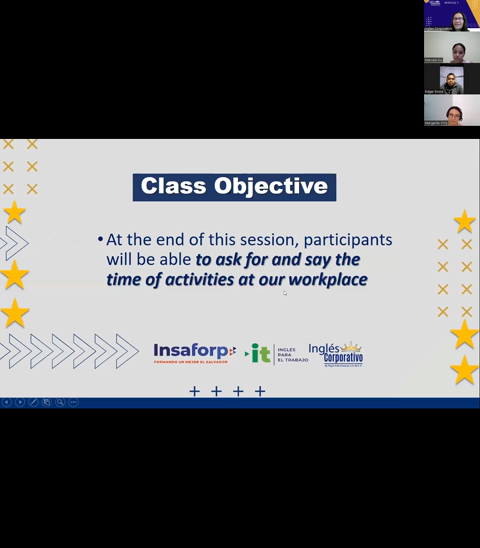 Class Objective
• At the end of this session, participants
will be able to ask for and say the
time of activities at our workplace
Insaforp
FORMANDO UN MEJOR EL SALVADOR
it
INGLES
PARA
EL TRABAJO
Inglés
Corporativo